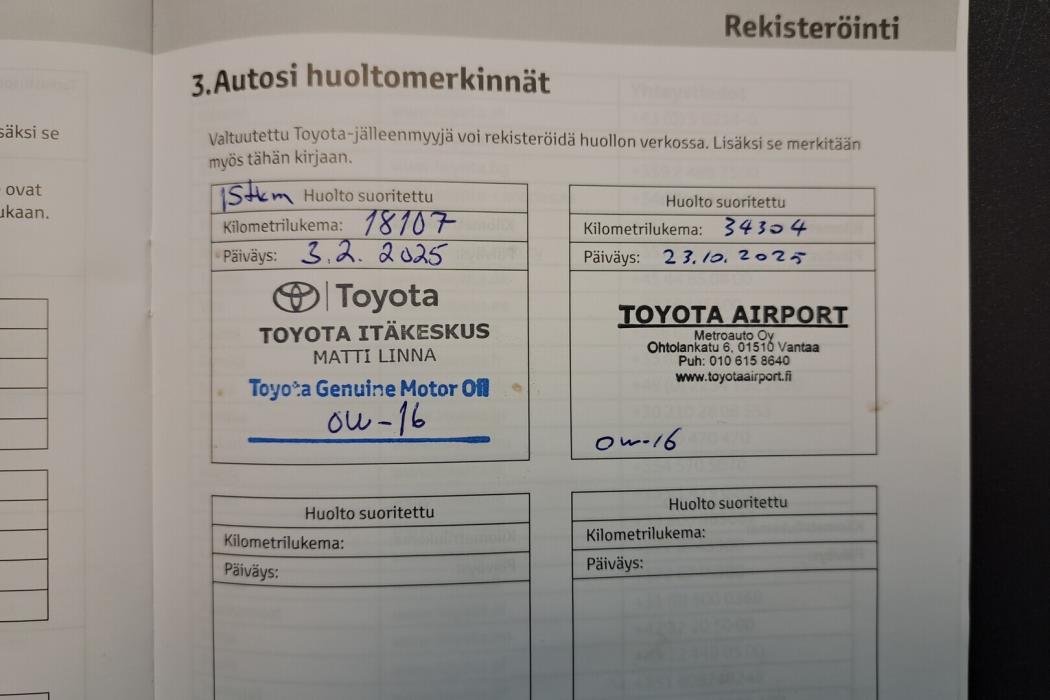 Rekisteröinti
3. Autosi huoltomerkinnät
säksi se
Valtuutettu Toyota-jälleenmyyjä voi rekisteröidä huollon verkossa. Lisäksi se merkitään
myös tähän kirjaan.
ovat
ukaan.
15tkm Huolto suoritettu
Kilometrilukema: 18107
Päiväys: 3.2. 2025
Toyota
TOYOTA ITÄKESKUS
MATTI LINNA
Toyota Genuine Motor Oil
0W-16
Huolto suoritettu
Kilometrilukema: 34304
Päiväys: 23.10.2025
TOYOTA AIRPORT
Metroauto Oy
Ohtolankatu 6, 01510 Vantaa
Puh: 010 615 8640
www.toyotaairport.fi
0W-16
Huolto suoritettu
Kilometrilukema:
Päiväys:
Huolto suoritettu
Kilometrilukema:
Päiväys: